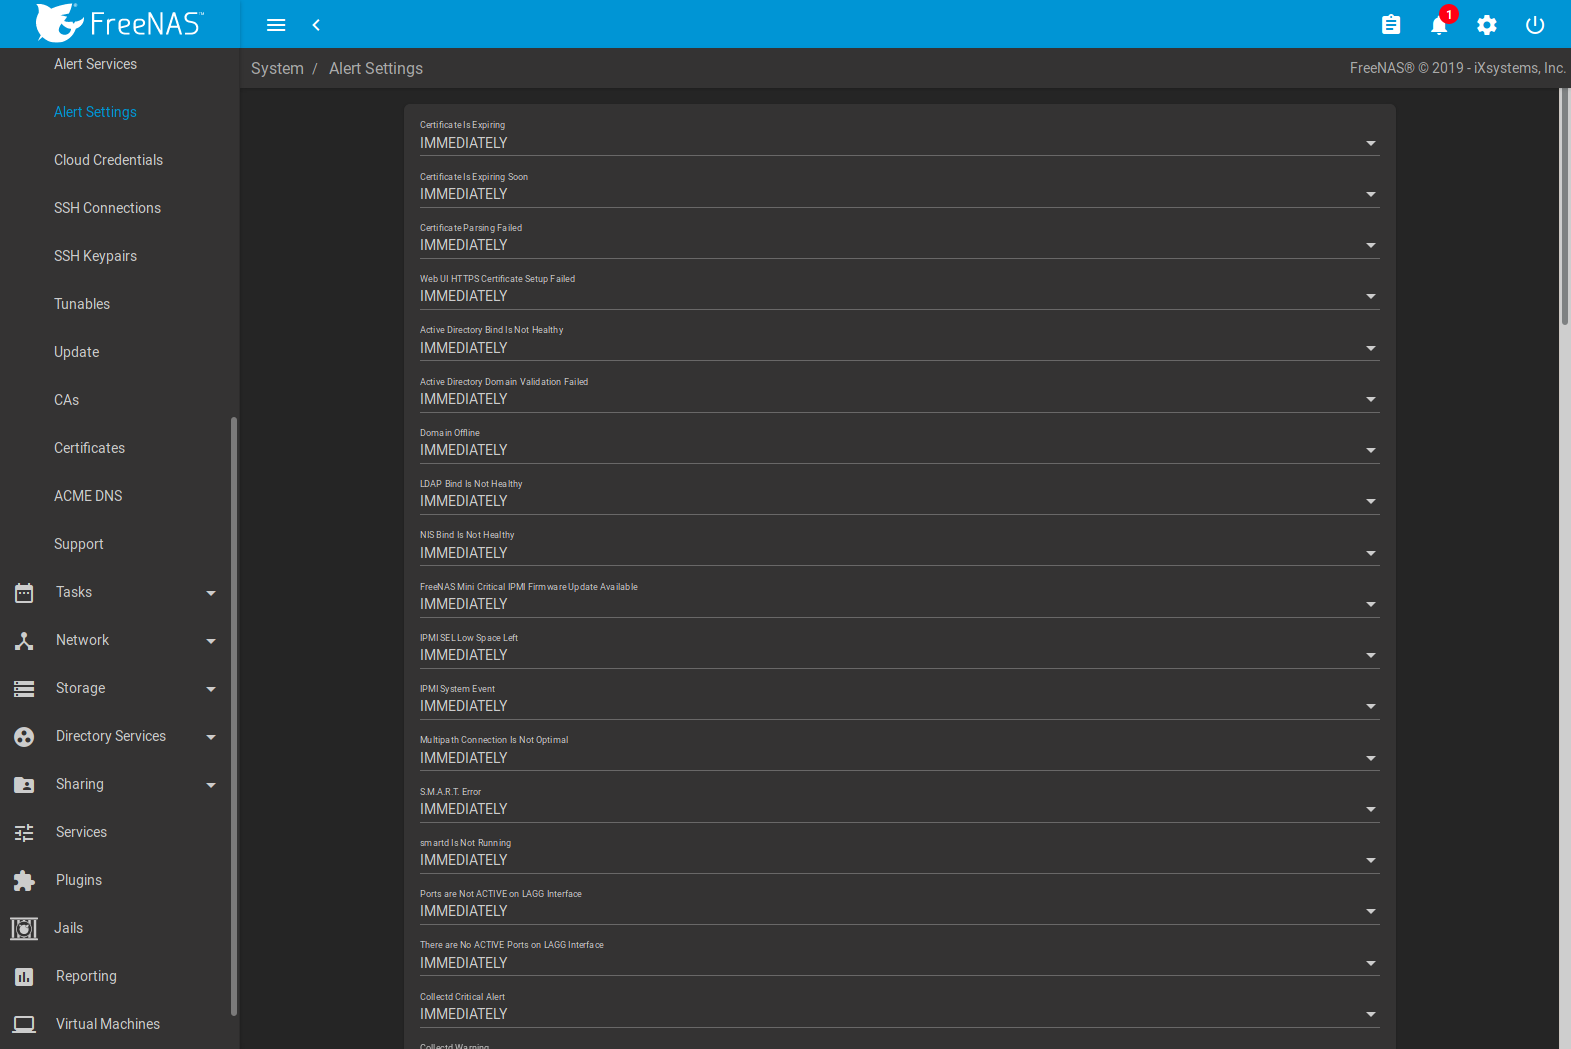 FreeNAS™
1
Alert Services
Alert Settings
Cloud Credentials
SSH Connections
SSH Keypairs
Tunables
Update
CAs
Certificates
ACME DNS
Support
Tasks
Network
Storage
Directory Services
Sharing
Services
Plugins
Jails
Reporting
Virtual Machines
System / Alert Settings
FreeNAS® © 2019 - iXsystems, Inc.
Certificate Is Expiring
IMMEDIATELY
Certificate Is Expiring Soon
IMMEDIATELY
Certificate Parsing Failed
IMMEDIATELY
Web UI HTTPS Certificate Setup Failed
IMMEDIATELY
Active Directory Bind Is Not Healthy
IMMEDIATELY
Active Directory Domain Validation Failed
IMMEDIATELY
Domain Offline
IMMEDIATELY
LDAP Bind Is Not Healthy
IMMEDIATELY
NIS Bind Is Not Healthy
IMMEDIATELY
FreeNAS Mini Critical IPMI Firmware Update Available
IMMEDIATELY
IPMI SEL Low Space Left
IMMEDIATELY
IPMI System Event
IMMEDIATELY
Multipath Connection Is Not Optimal
IMMEDIATELY
S.M.A.R.T. Error
IMMEDIATELY
smartd Is Not Running
IMMEDIATELY
Ports are Not ACTIVE on LAGG Interface
IMMEDIATELY
There are No ACTIVE Ports on LAGG Interface
IMMEDIATELY
Collectd Critical Alert
IMMEDIATELY
Collectd Warning